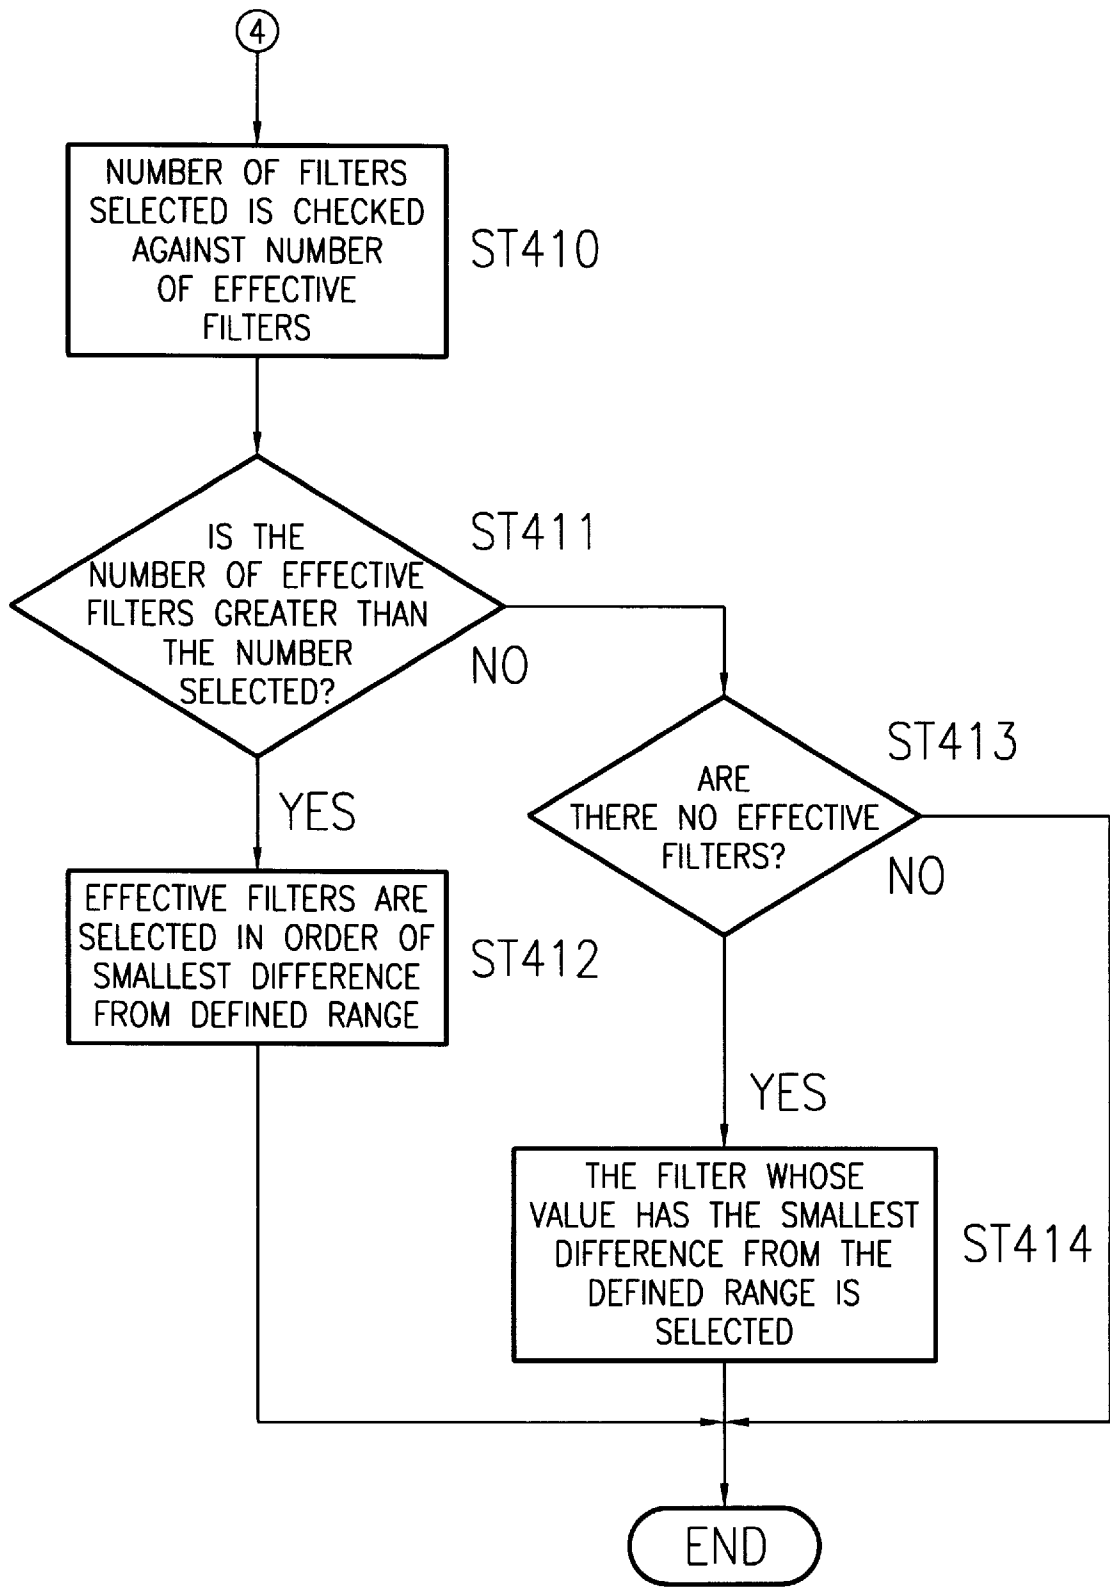 4
NUMBER OF FILTERS
SELECTED IS CHECKED
AGAINST NUMBER
OF EFFECTIVE
FILTERS
ST410
IS THE
NUMBER OF EFFECTIVE
FILTERS GREATER THAN
THE NUMBER
SELECTED?
ST411
NO
YES
EFFECTIVE FILTERS ARE
SELECTED IN ORDER OF
SMALLEST DIFFERENCE
FROM DEFINED RANGE
ST412
ARE
THERE NO EFFECTIVE
FILTERS?
ST413
NO
YES
THE FILTER WHOSE
VALUE HAS THE SMALLEST
DIFFERENCE FROM THE
DEFINED RANGE IS
SELECTED
ST414
END